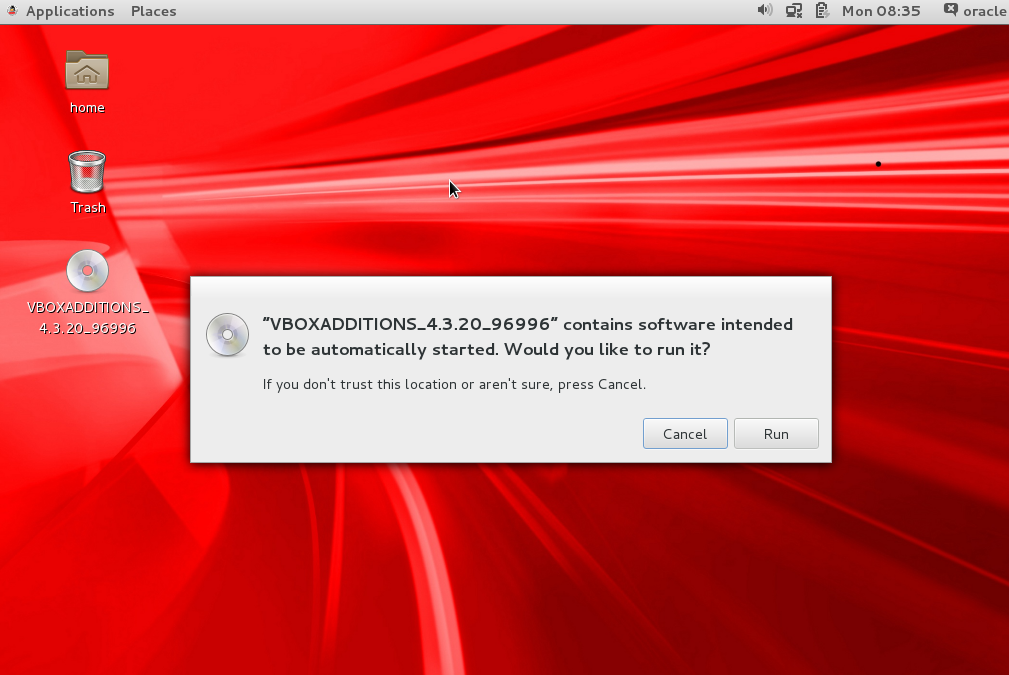 Applications Places Mon 08:35 oracle
home
Trash
VBOXADDITIONS_
4.3.20_96996
"VBOXADDITIONS_4.3.20_96996" contains software intended
to be automatically started. Would you like to run it?
If you don't trust this location or aren't sure, press Cancel.
Cancel Run